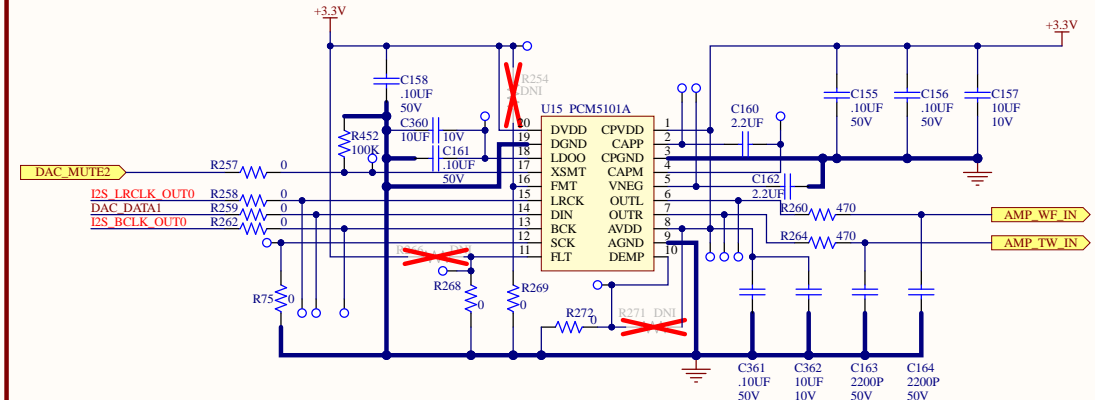 +3.3V
+3.3V
C158
.10UF
50V
R254
DNI
U15 PCM5101A
C160
2.2UF
C155
.10UF
50V
C156
.10UF
50V
C157
10UF
10V
C360
10UF
10V
R452
100K
C161
.10UF
50V
20 DVDD CPVDD 1
19 DGND CAPP 2
18 LDOO CPGND 3
17 XSMT CAPM 4
16 FMT VNEG 5
15 LRCK OUTL 6
14 DIN OUTR 7
13 BCK AVDD 8
12 SCK AGND 9
11 FLT DEMP 10
DAC_MUTE2
R257 0
I2S_LRCLK_OUT0
R258 0
DAC_DATA1
R259 0
I2S_BCLK_OUT0
R262 0
C162
2.2UF
R260 470
AMP_WF_IN
R264 470
AMP_TW_IN
DNI
R75 0
R268
0
R269
0
R272
0
R271 DNI
C361
.10UF
50V
C362
10UF
10V
C163
2200P
50V
C164
2200P
50V